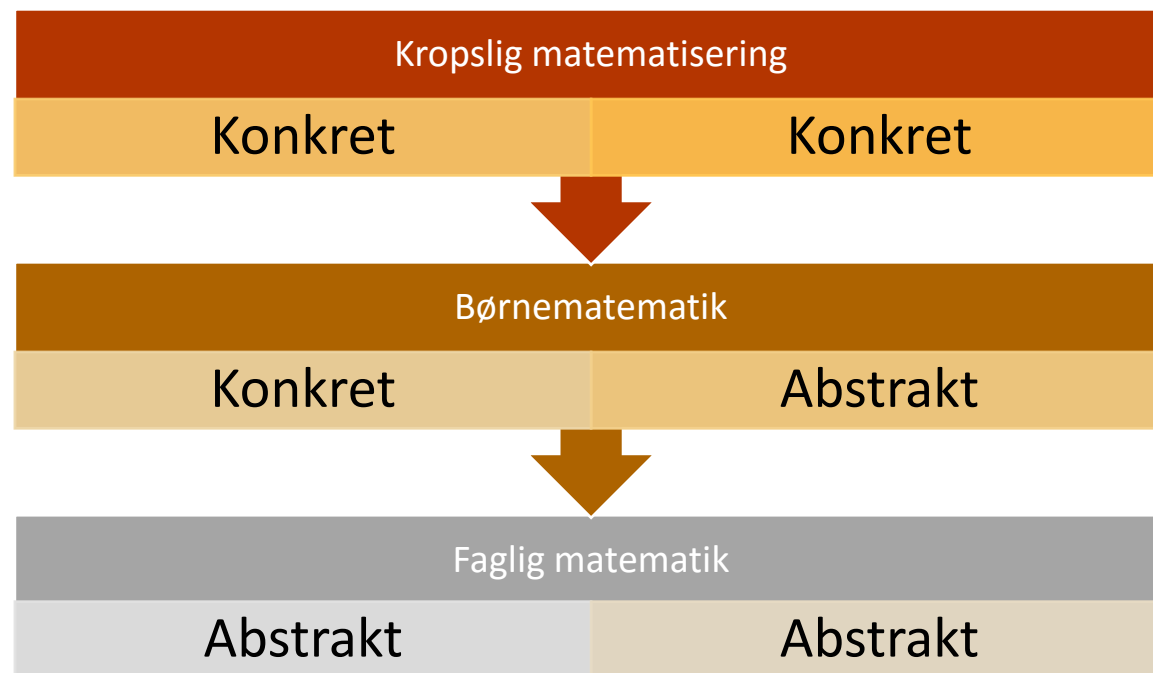 Kropslig matematisering
Konkret Konkret
Børnematematik
Konkret Abstrakt
Faglig matematik
Abstrakt Abstrakt